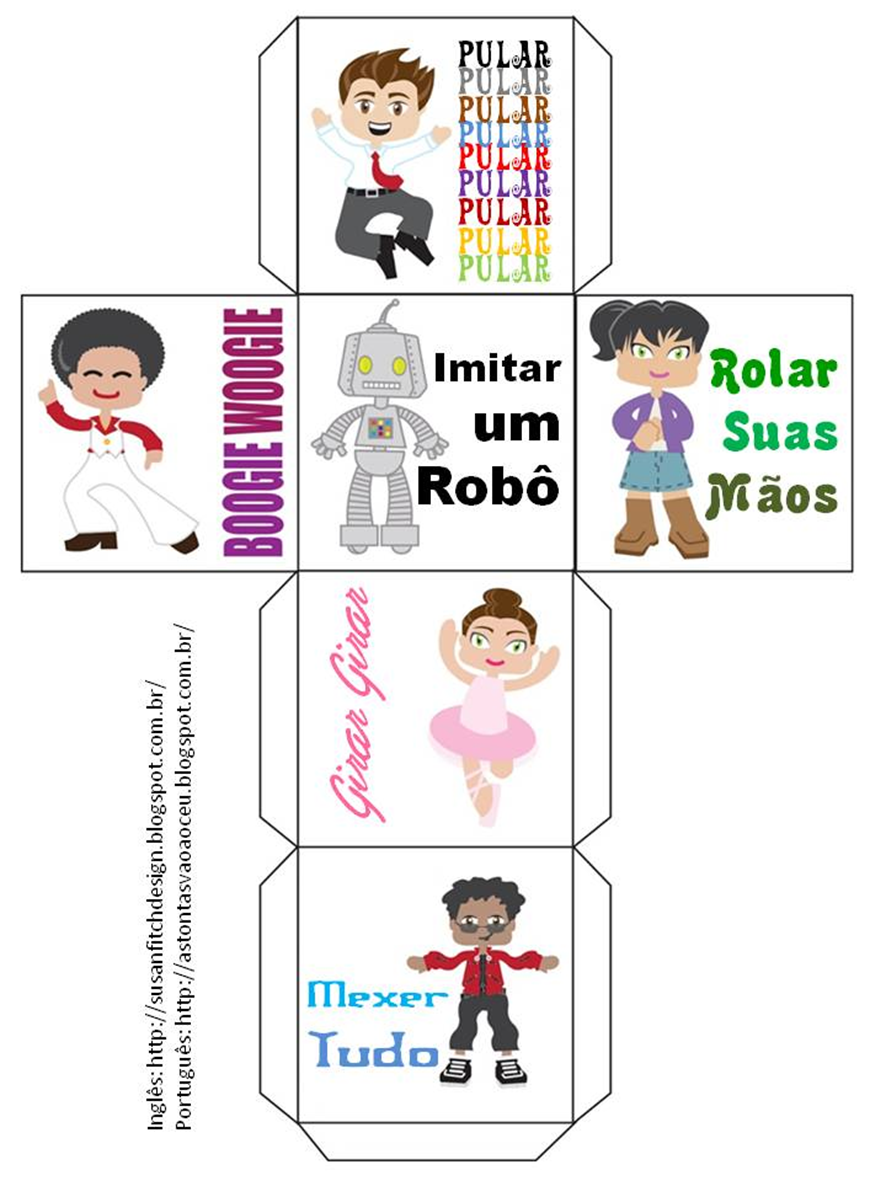 PULAR
PULAR
PULAR
PULAR
PULAR
PULAR
PULAR
PULAR
PULAR
BOOGIE WOOGIE
Imitar
um
Robô
Rolar
Suas
Mãos
Girar Girar
Mexer
Tudo
Inglês: http://susanfitchdesign.blogspot.com.br/
Português: http://astontasvaoaoceu.blogspot.com.br/